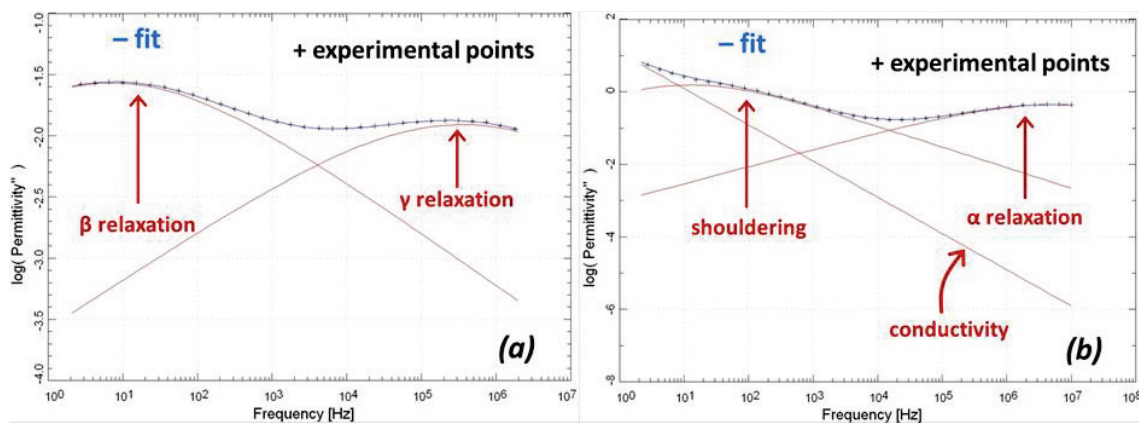 – fit
+ experimental points
β relaxation
γ relaxation
(a)
log( Permittivity'' )
-1.0
-1.5
-2.0
-2.5
-3.0
-3.5
-4.0
10⁰
10¹
10²
10³
10⁴
10⁵
10⁶
10⁷
Frequency [Hz]
– fit
+ experimental points
shouldering
α relaxation
conductivity
(b)
log( Permittivity'' )
2
0
-2
-4
-6
-8
10⁰
10¹
10²
10³
10⁴
10⁵
10⁶
10⁷
10⁸
Frequency [Hz]